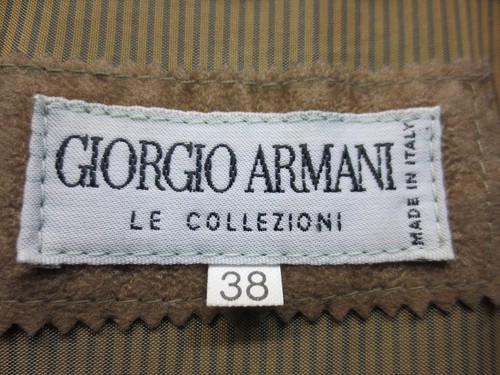 GIORGIO ARMANI
LE COLLEZIONI
MADE IN ITALY
38